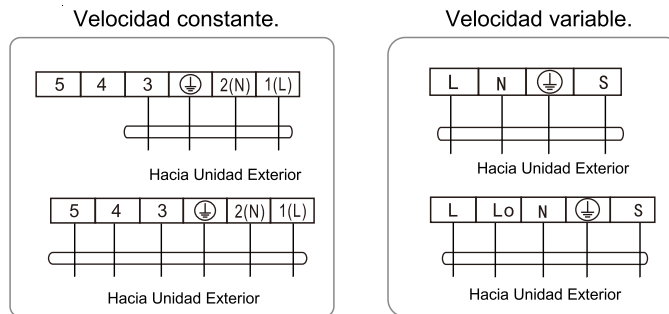 Velocidad constante.
5 4 3 ⏚ 2(N) 1(L)
Hacia Unidad Exterior
5 4 3 ⏚ 2(N) 1(L)
Hacia Unidad Exterior
Velocidad variable.
L N ⏚ S
Hacia Unidad Exterior
L Lo N ⏚ S
Hacia Unidad Exterior